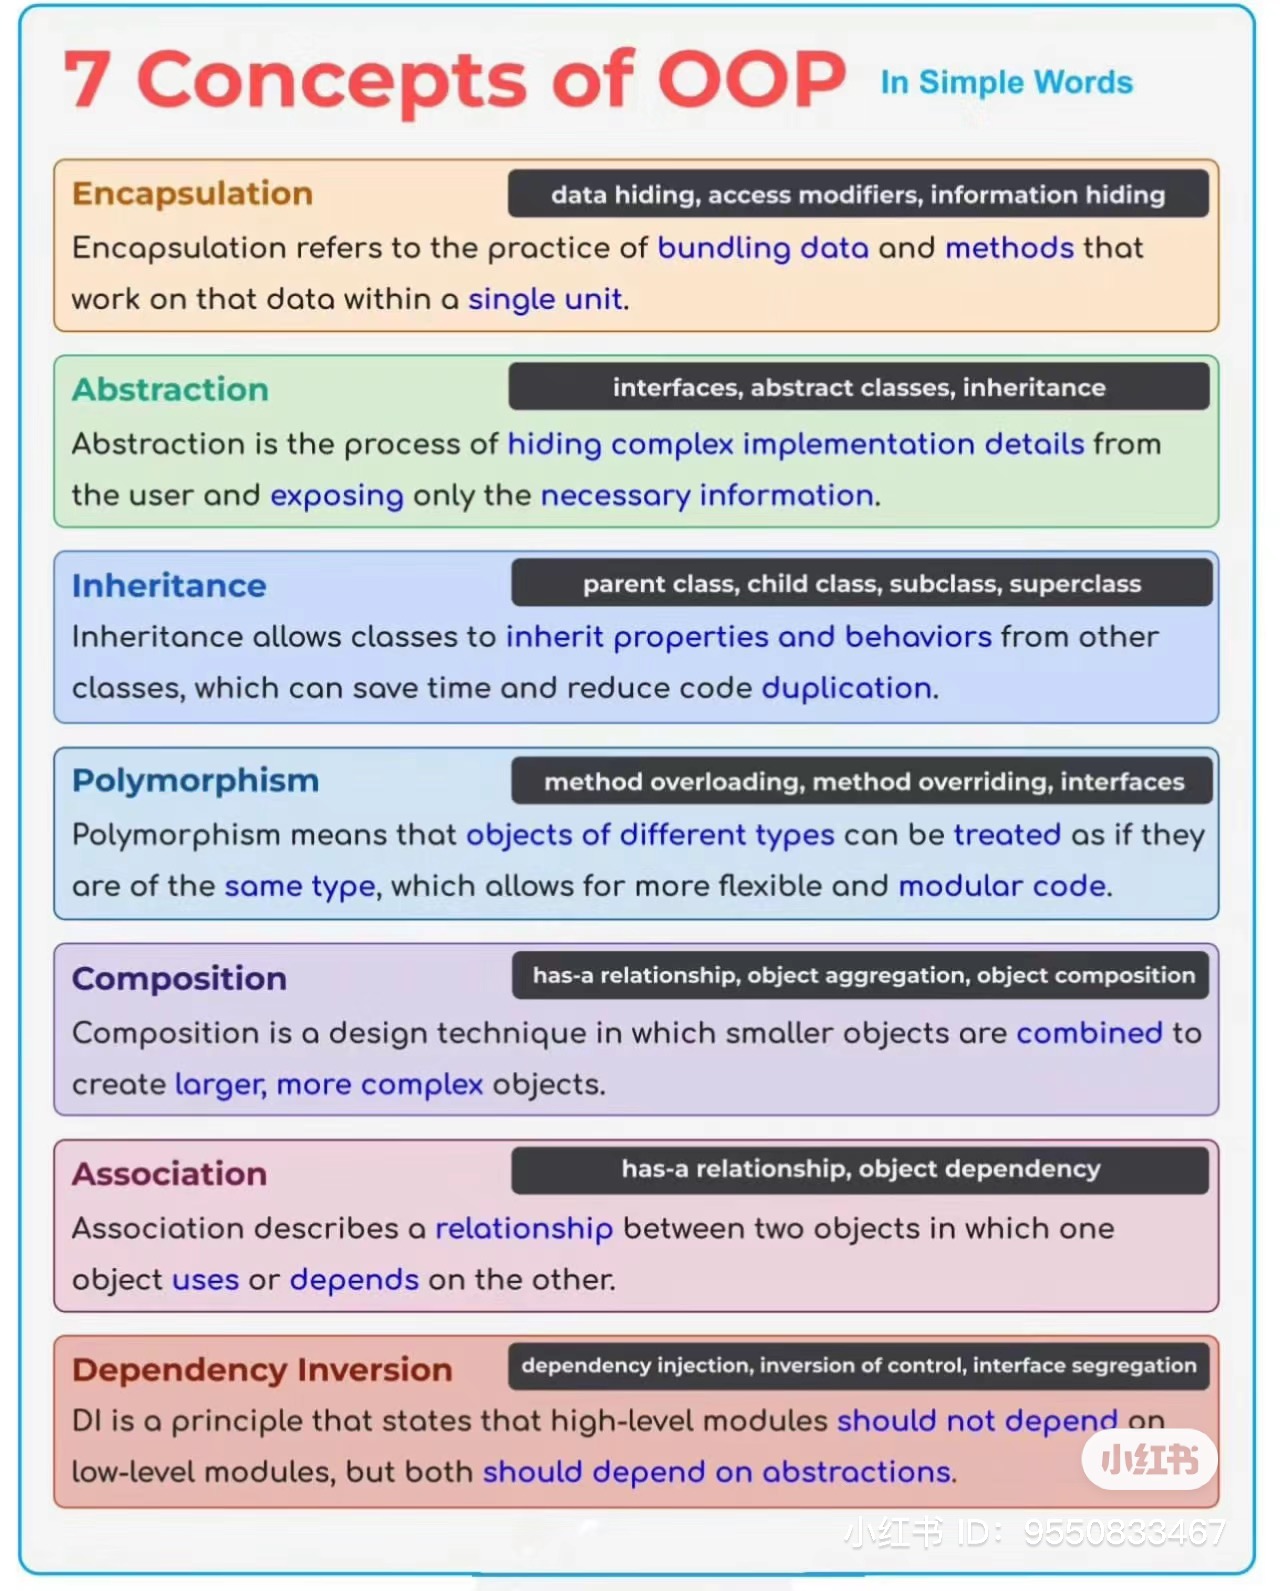 7 Concepts of OOP In Simple Words
Encapsulation
data hiding, access modifiers, information hiding
Encapsulation refers to the practice of bundling data and methods that
work on that data within a single unit.
Abstraction
interfaces, abstract classes, inheritance
Abstraction is the process of hiding complex implementation details from
the user and exposing only the necessary information.
Inheritance
parent class, child class, subclass, superclass
Inheritance allows classes to inherit properties and behaviors from other
classes, which can save time and reduce code duplication.
Polymorphism
method overloading, method overriding, interfaces
Polymorphism means that objects of different types can be treated as if they
are of the same type, which allows for more flexible and modular code.
Composition
has-a relationship, object aggregation, object composition
Composition is a design technique in which smaller objects are combined to
create larger, more complex objects.
Association
has-a relationship, object dependency
Association describes a relationship between two objects in which one
object uses or depends on the other.
Dependency Inversion
dependency injection, inversion of control, interface segregation
DI is a principle that states that high-level modules should not depend on
low-level modules, but both should depend on abstractions.
小红书
小红书 ID: 9550833467